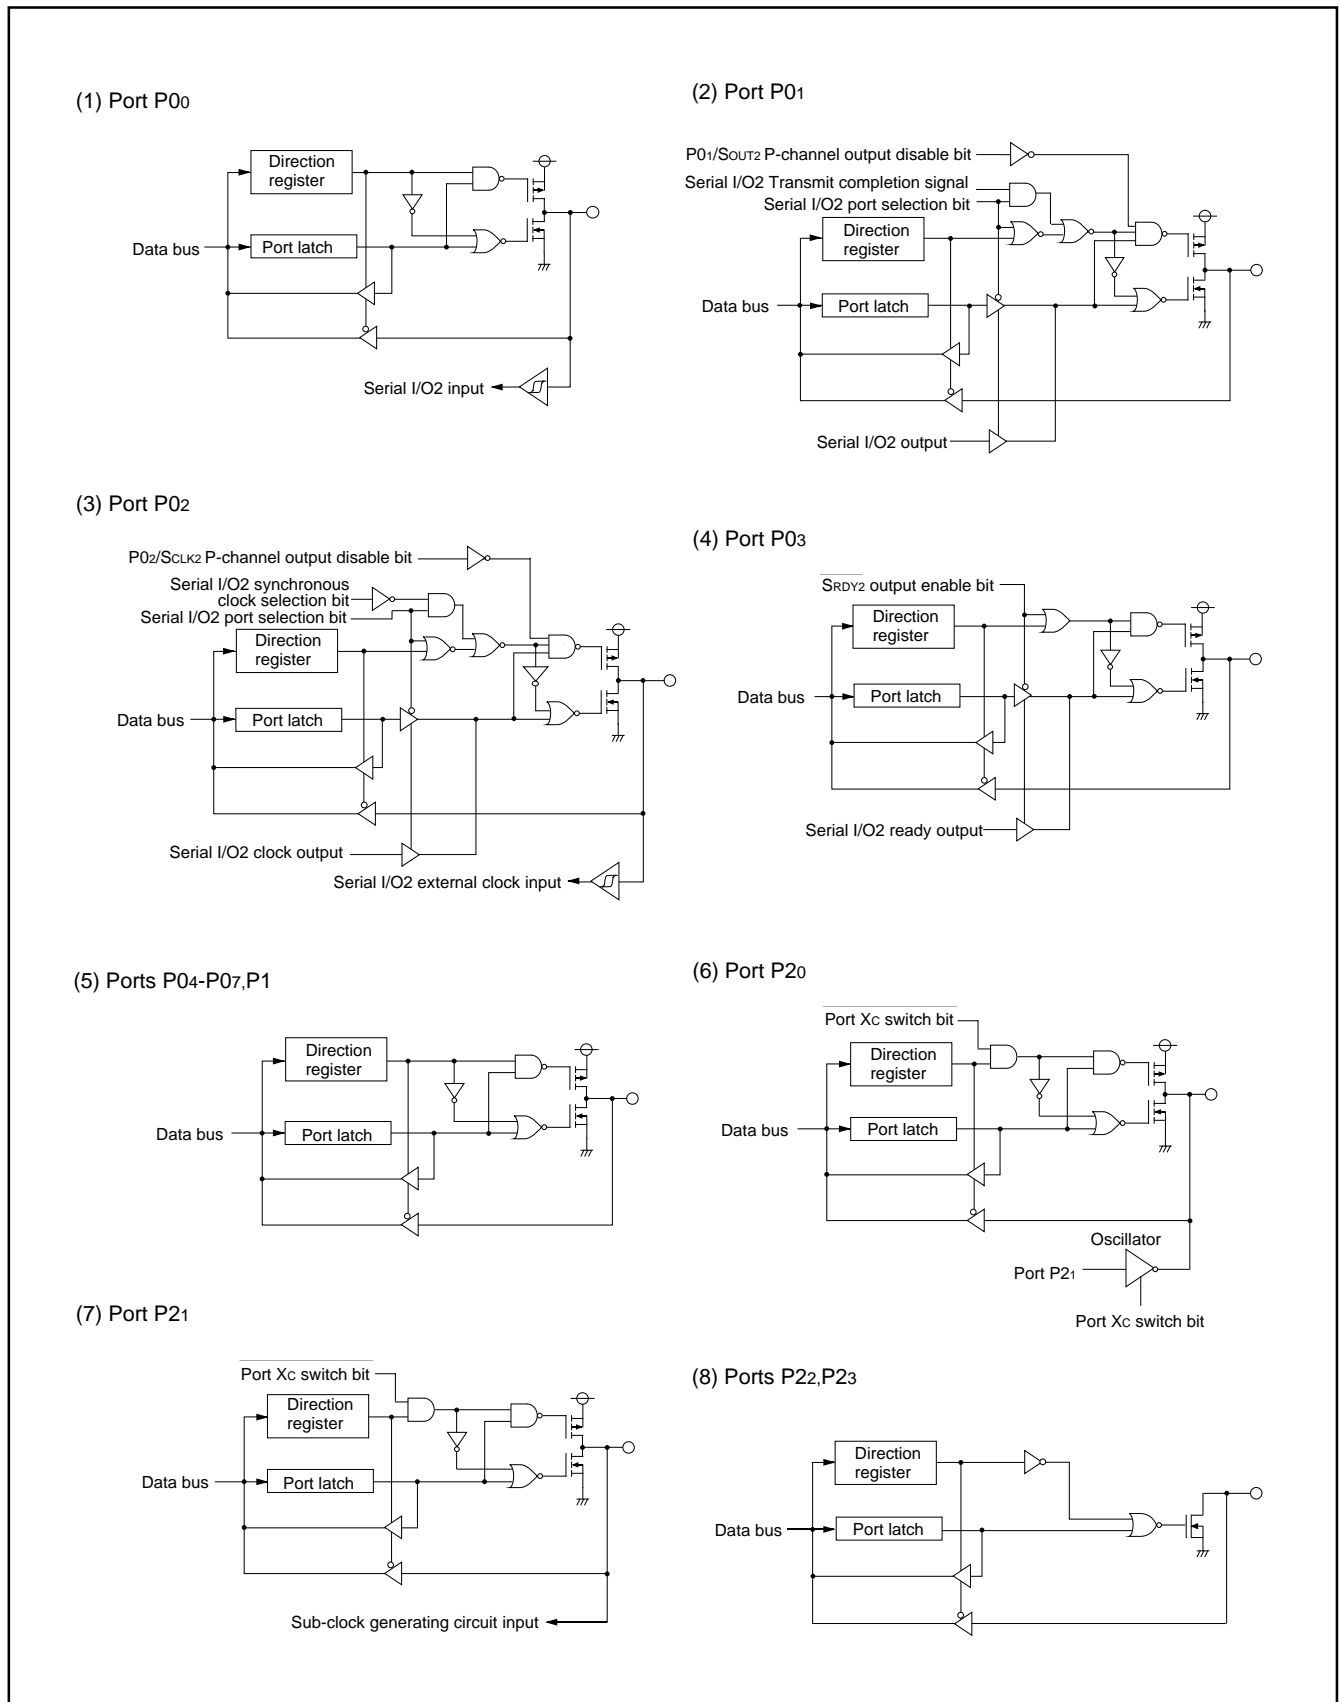 (1) Port P00
Direction
register
Data bus
Port latch
Serial I/O2 input
(2) Port P01
P01/SOUT2 P-channel output disable bit
Serial I/O2 Transmit completion signal
Serial I/O2 port selection bit
Direction
register
Data bus
Port latch
Serial I/O2 output
(3) Port P02
P02/SCLK2 P-channel output disable bit
Serial I/O2 synchronous
clock selection bit
Serial I/O2 port selection bit
Direction
register
Data bus
Port latch
Serial I/O2 clock output
Serial I/O2 external clock input
(4) Port P03
SRDY2 output enable bit
Direction
register
Data bus
Port latch
Serial I/O2 ready output
(5) Ports P04-P07,P1
Direction
register
Data bus
Port latch
(6) Port P20
Port XC switch bit
Direction
register
Data bus
Port latch
Oscillator
Port P21
Port XC switch bit
(7) Port P21
Port XC switch bit
Direction
register
Data bus
Port latch
Sub-clock generating circuit input
(8) Ports P22,P23
Direction
register
Data bus
Port latch